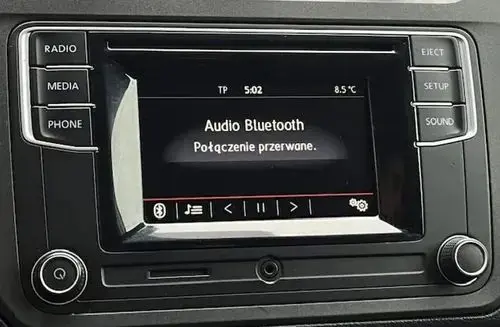 RADIO
EJECT
MEDIA
SETUP
PHONE
SOUND
TP 5:02 8.5 °C
Audio Bluetooth
Połączenie przerwane.